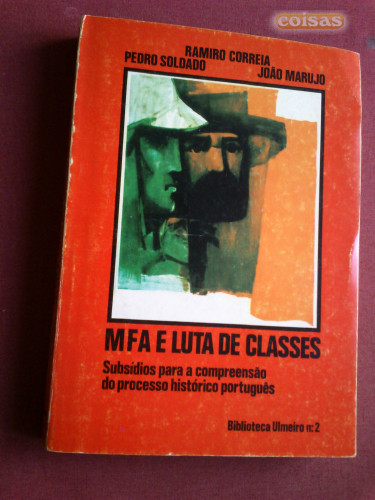 coisas
RAMIRO CORREIA
PEDRO SOLDADO
JOÃO MARUJO
MFA E LUTA DE CLASSES
Subsídios para a compreensão
do processo histórico português
Biblioteca Ulmeiro n:2